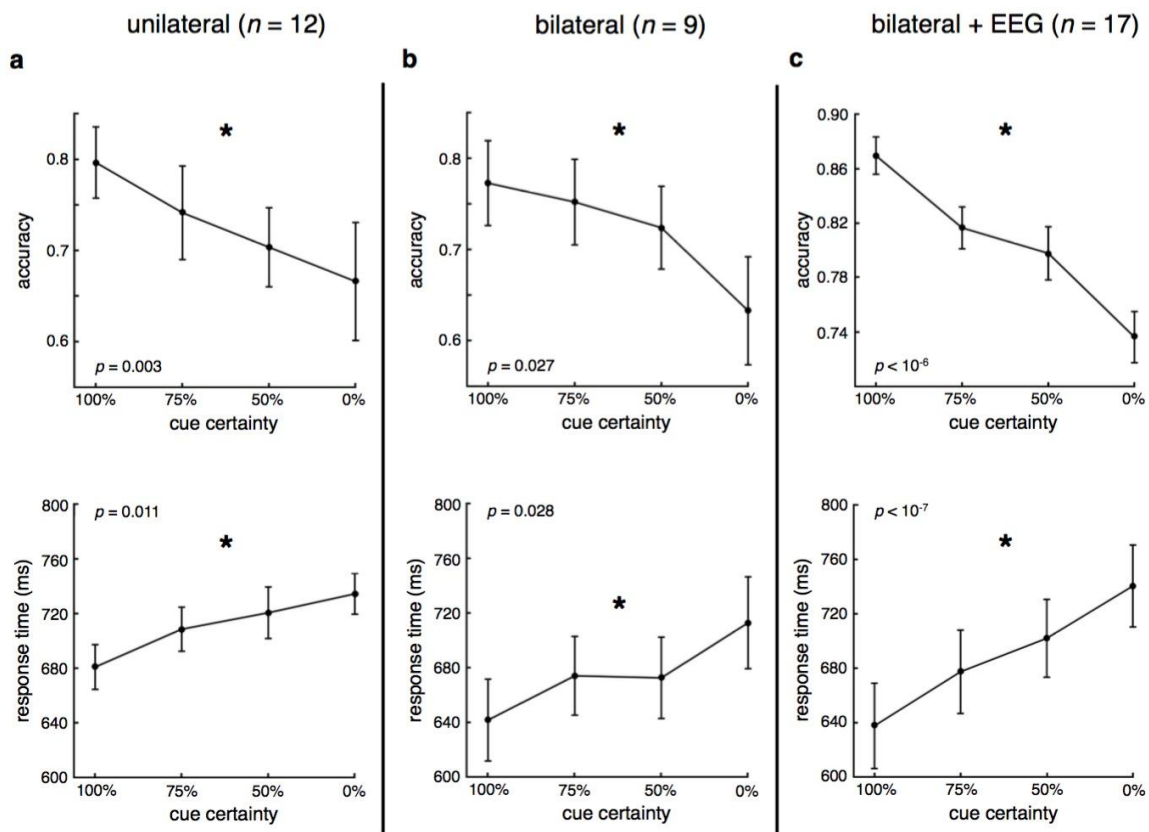 unilateral (n = 12)
bilateral (n = 9)
bilateral + EEG (n = 17)
a
b
c
*
accuracy
0.8
0.7
0.6
p = 0.003
100% 75% 50% 0%
cue certainty
*
accuracy
0.8
0.7
0.6
p = 0.027
100% 75% 50% 0%
cue certainty
*
accuracy
0.90
0.86
0.82
0.78
0.74
p < 10⁻⁶
100% 75% 50% 0%
cue certainty
p = 0.011
*
response time (ms)
800
760
720
680
640
600
100% 75% 50% 0%
cue certainty
p = 0.028
*
response time (ms)
800
760
720
680
640
600
100% 75% 50% 0%
cue certainty
p < 10⁻⁷
*
response time (ms)
800
760
720
680
640
600
100% 75% 50% 0%
cue certainty